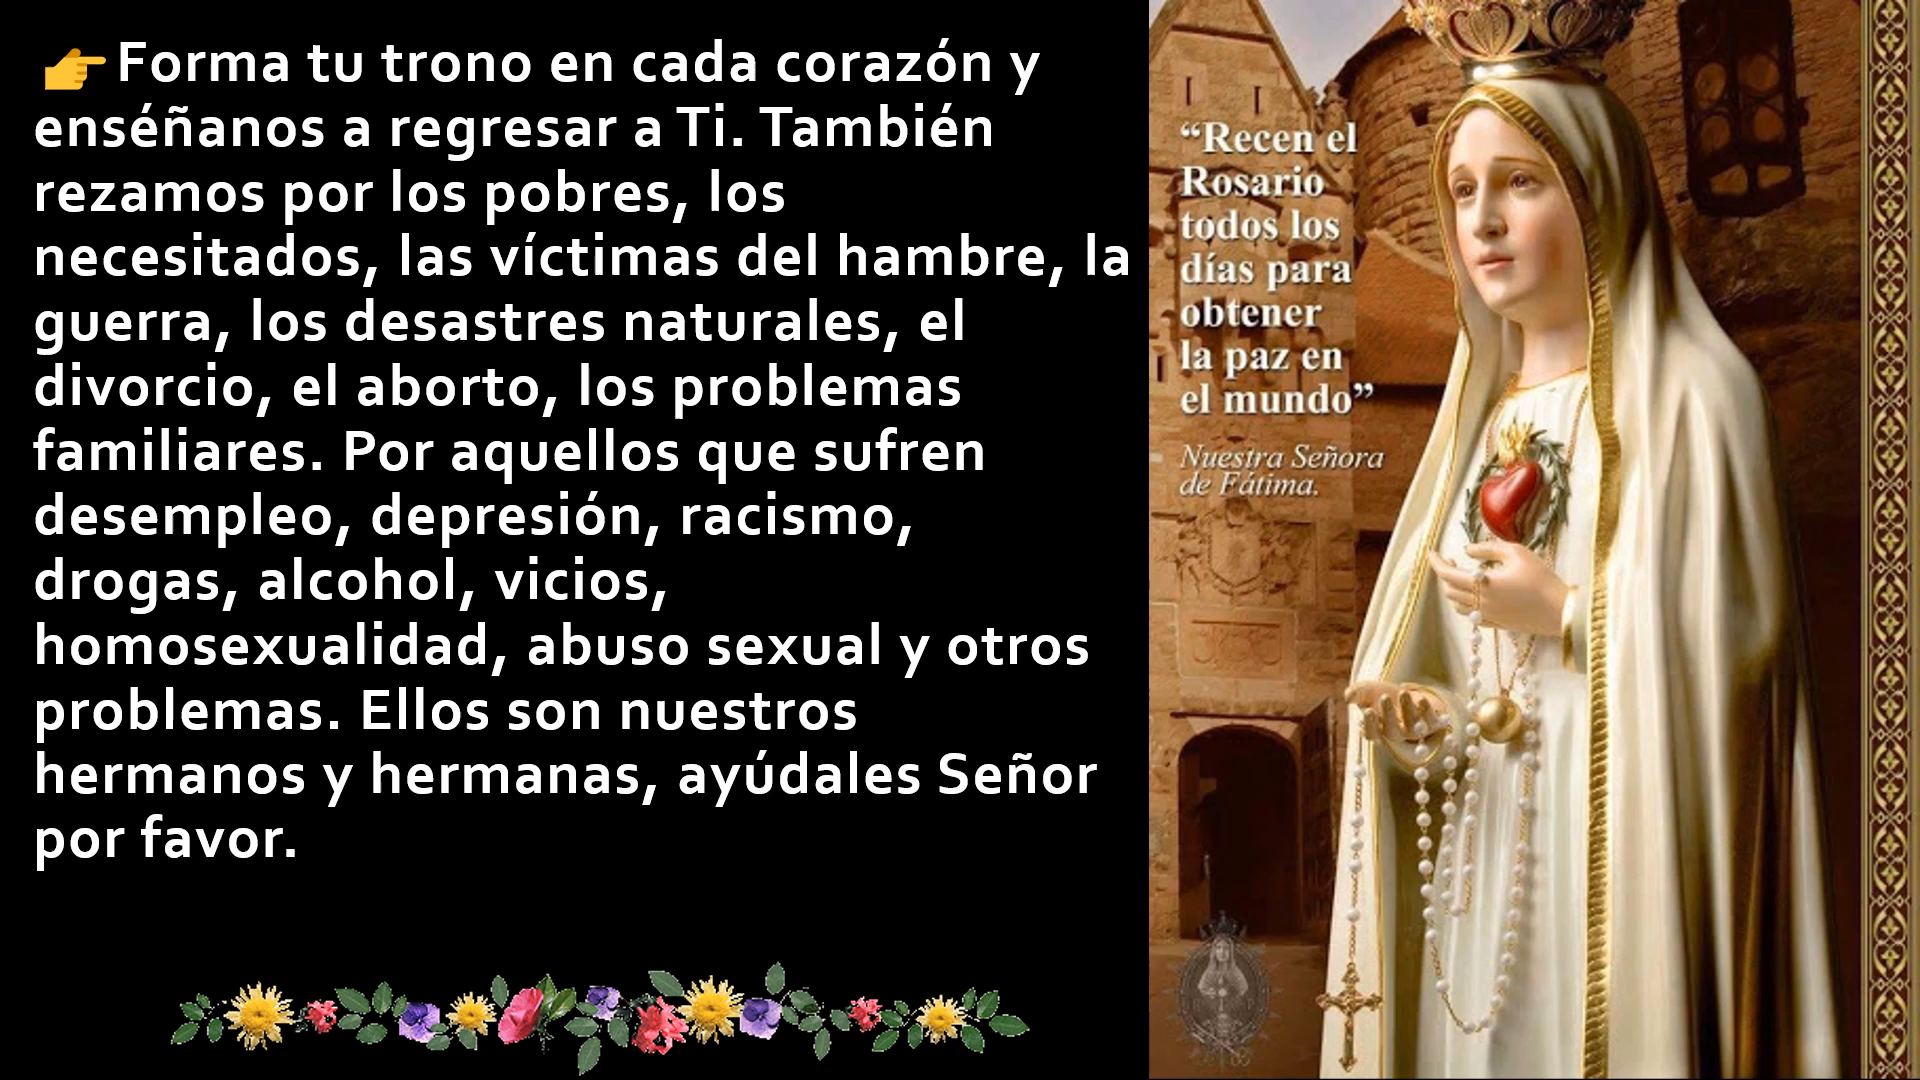 👉Forma tu trono en cada corazón y
enséñanos a regresar a Ti. También
rezamos por los pobres, los
necesitados, las víctimas del hambre, la
guerra, los desastres naturales, el
divorcio, el aborto, los problemas
familiares. Por aquellos que sufren
desempleo, depresión, racismo,
drogas, alcohol, vicios,
homosexualidad, abuso sexual y otros
problemas. Ellos son nuestros
hermanos y hermanas, ayúdales Señor
por favor.
“Recen el
Rosario
todos los
días para
obtener
la paz en
el mundo”
Nuestra Señora
de Fátima.